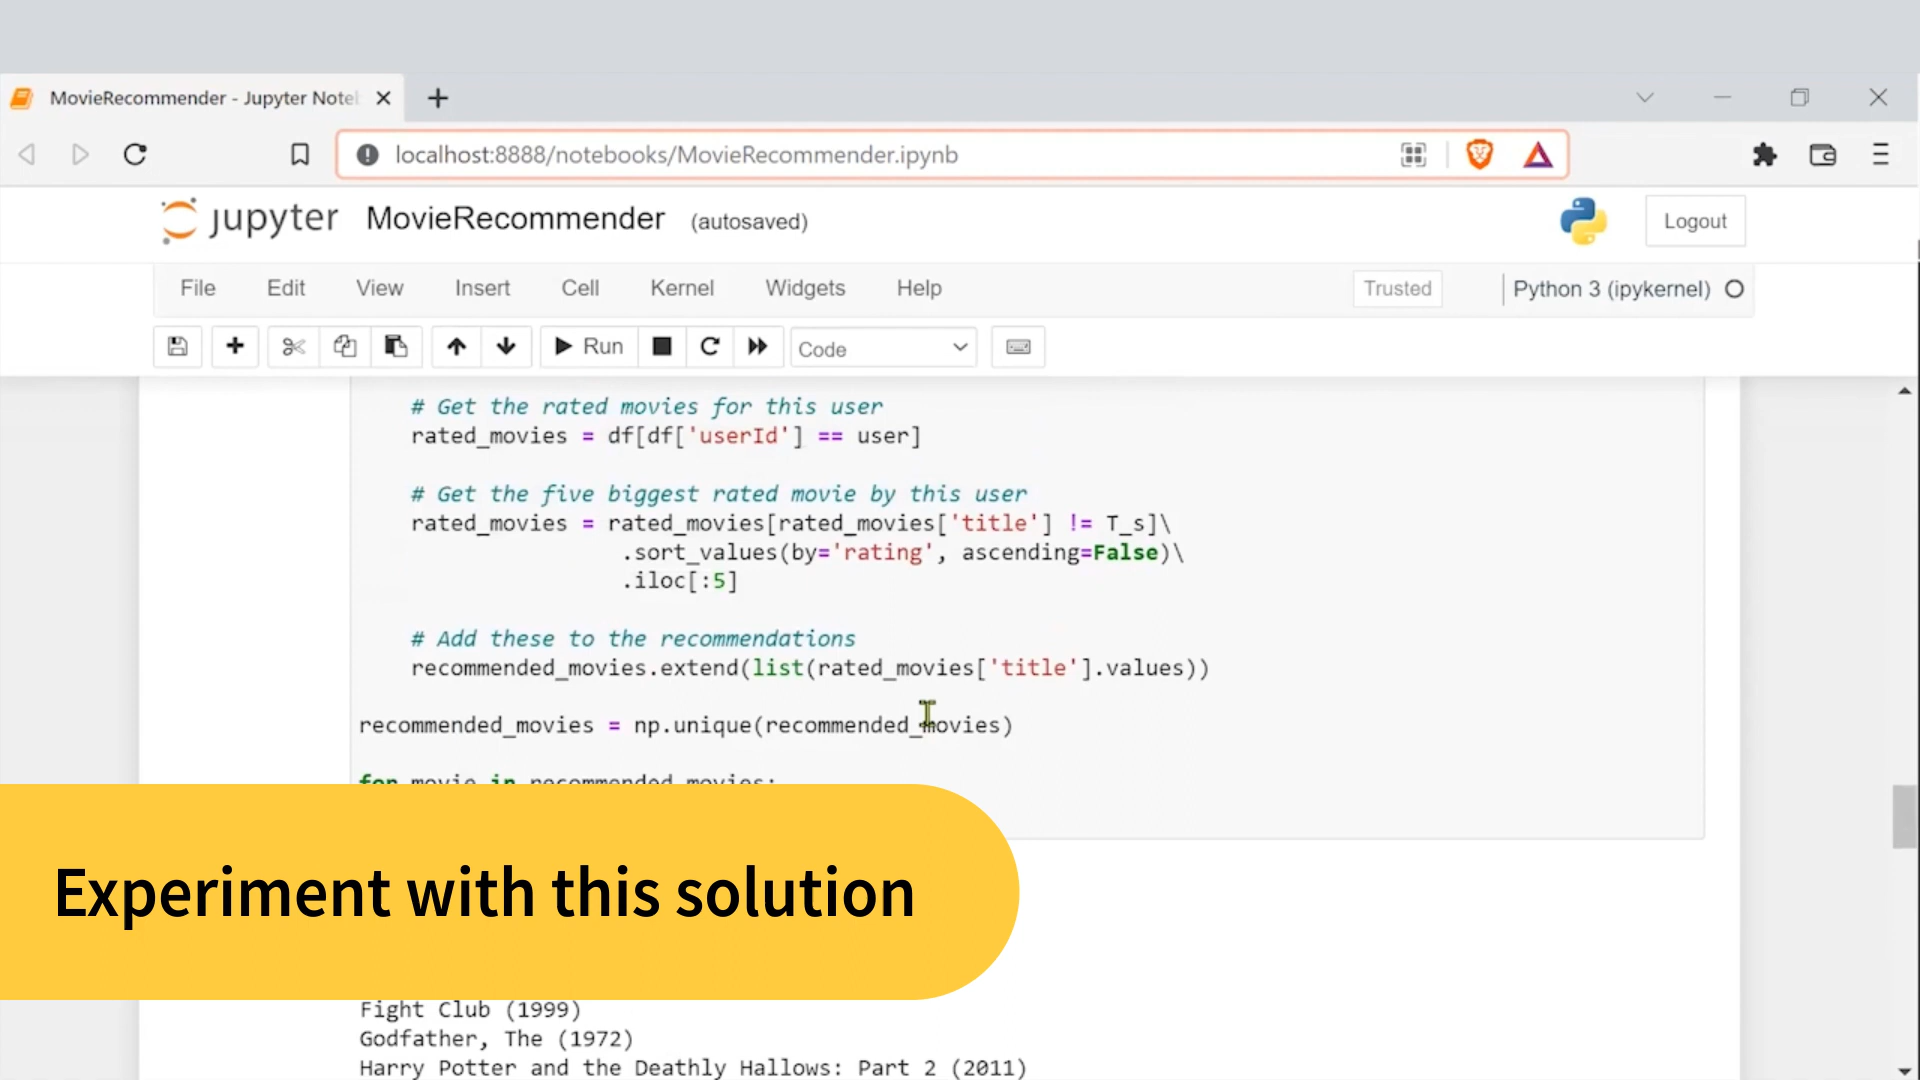 MovieRecommender - Jupyter Note
localhost:8888/notebooks/MovieRecommender.ipynb
jupyter MovieRecommender (autosaved) Logout
File Edit View Insert Cell Kernel Widgets Help Trusted Python 3 (ipykernel)
Run Code
# Get the rated movies for this user
rated_movies = df[df['userId'] == user]
# Get the five biggest rated movie by this user
rated_movies = rated_movies[rated_movies['title'] != T_s]\
.sort_values(by='rating', ascending=False)\
.iloc[:5]
# Add these to the recommendations
recommended_movies.extend(list(rated_movies['title'].values))
recommended_movies = np.unique(recommended_movies)
for movie in recommended_movies:
Experiment with this solution
Fight Club (1999)
Godfather, The (1972)
Harry Potter and the Deathly Hallows: Part 2 (2011)